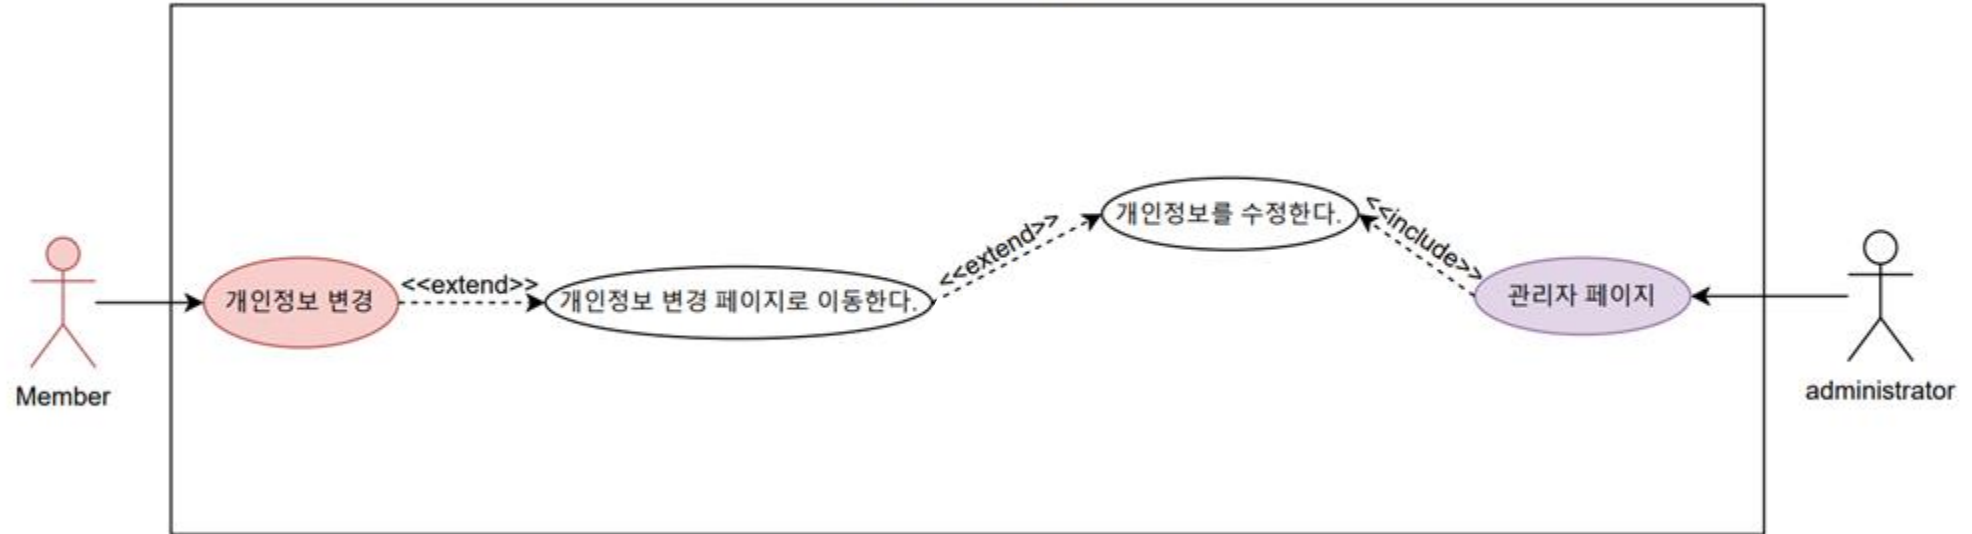 개인정보를 수정한다.
<<extend>>
<<include>>
개인정보 변경
<<extend>>
개인정보 변경 페이지로 이동한다.
관리자 페이지
Member
administrator